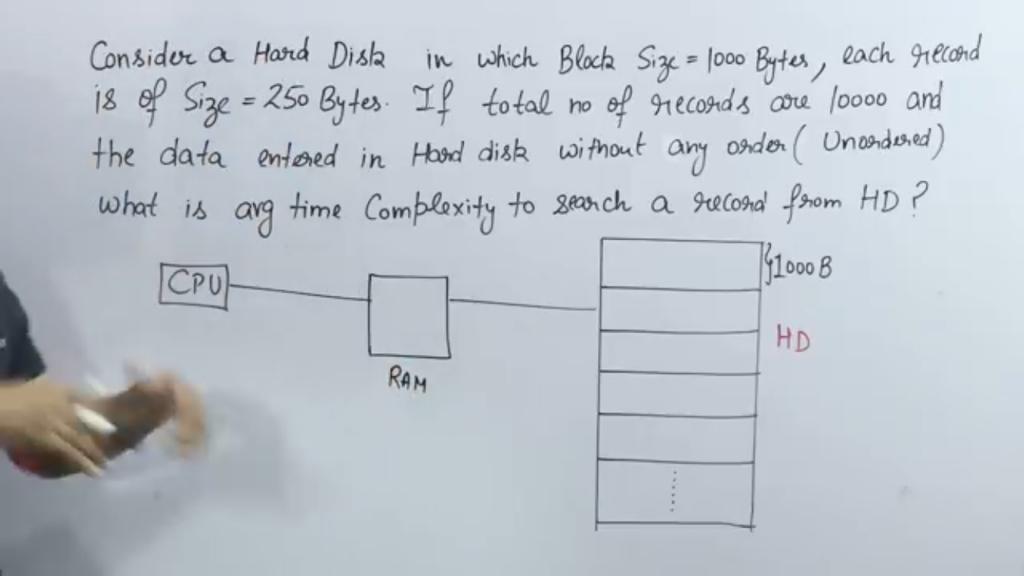 Consider a Hard Disk in which Block Size = 1000 Bytes, each record
is of Size = 250 Bytes. If total no of records are 10000 and
the data entered in Hard disk without any order ( Unordered )
what is avg time Complexity to search a record from HD ?
CPU
RAM
}1000 B
HD